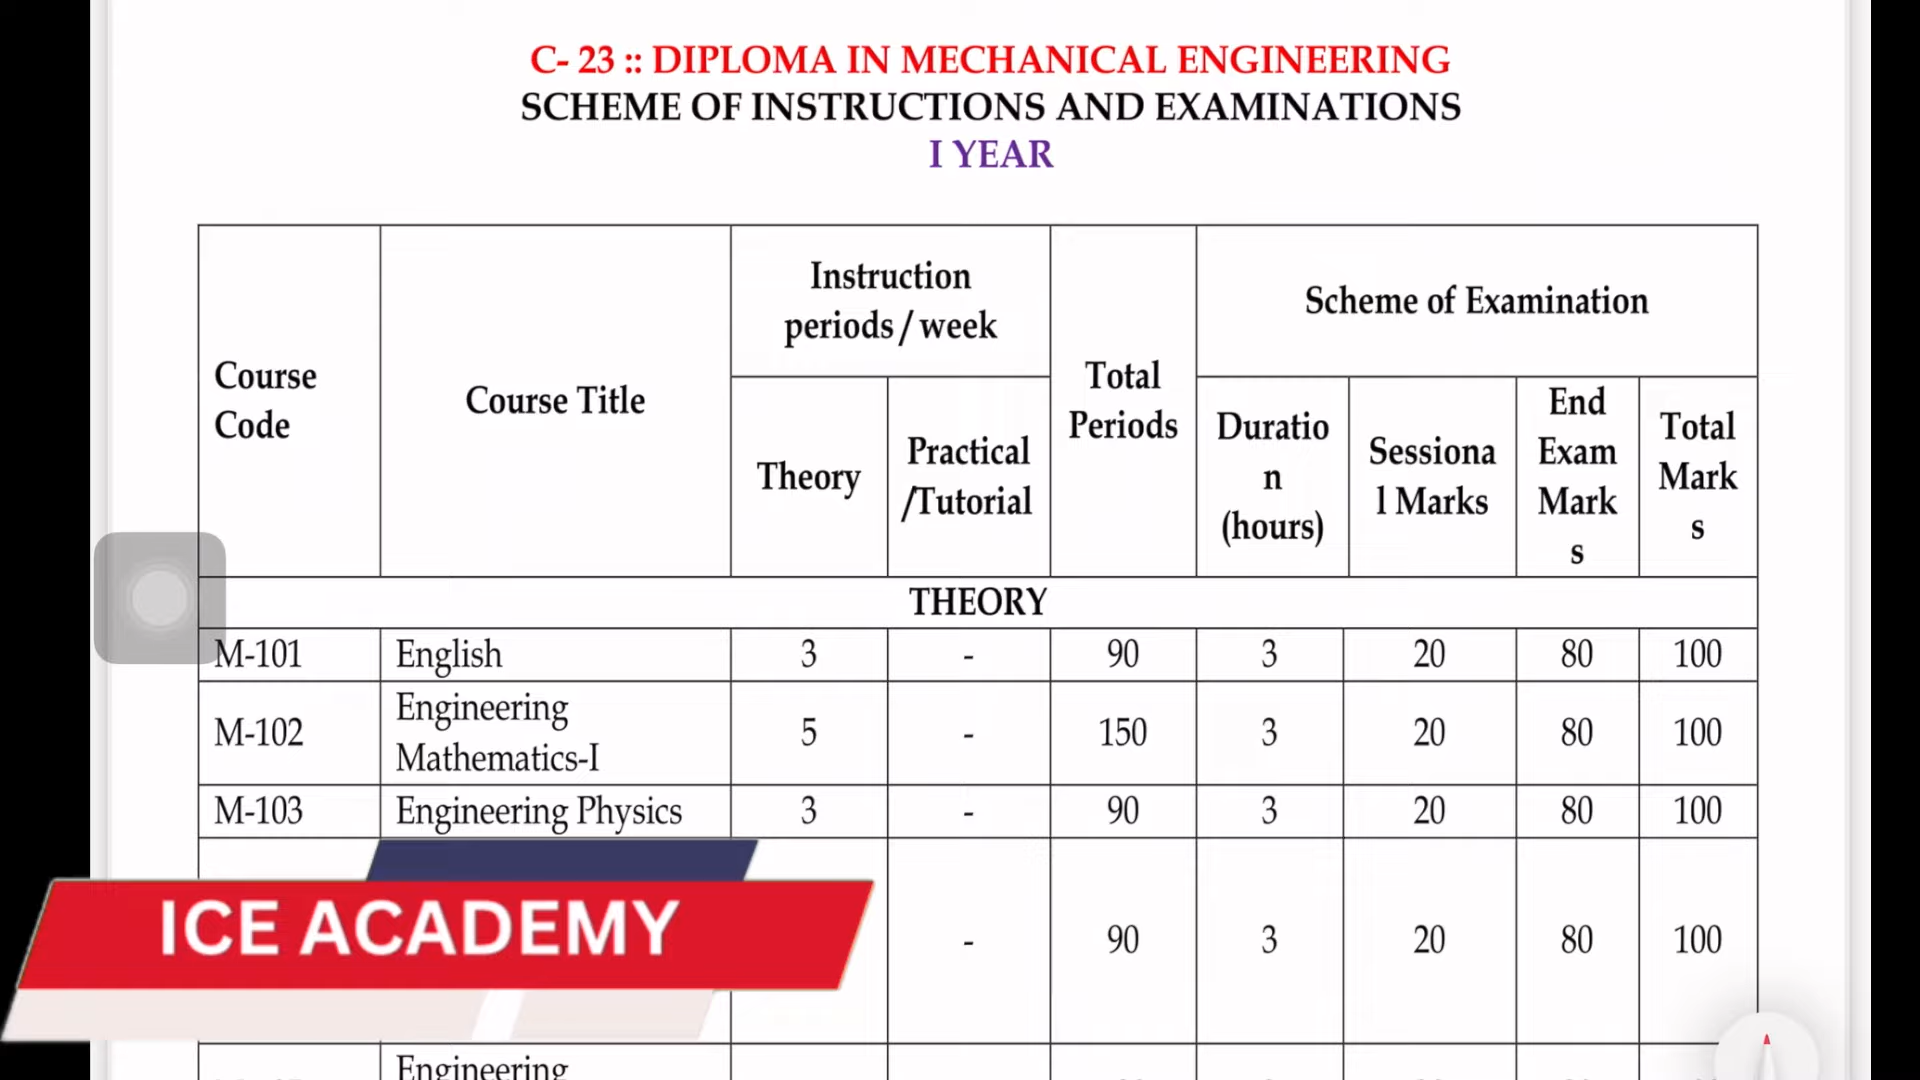 C- 23 :: DIPLOMA IN MECHANICAL ENGINEERING
SCHEME OF INSTRUCTIONS AND EXAMINATIONS
I YEAR
Course
Code
Course Title
Instruction
periods / week
Theory
Practical
/Tutorial
Total
Periods
Scheme of Examination
Duratio
n
(hours)
Sessiona
l Marks
End
Exam
Mark
s
Total
Mark
s
THEORY
M-101 English 3 - 90 3 20 80 100
M-102 Engineering
Mathematics-I 5 - 150 3 20 80 100
M-103 Engineering Physics 3 - 90 3 20 80 100
- 90 3 20 80 100
ICE ACADEMY
Engineering